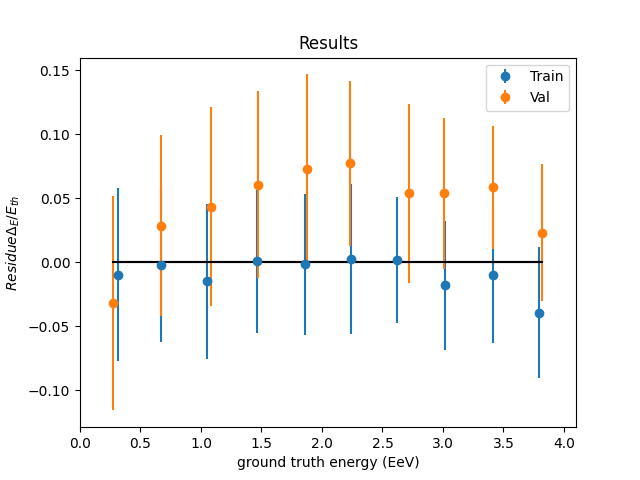 Results
Train
Val
0.15
0.10
0.05
0.00
−0.05
−0.10
ResidueΔ_E/E_th
0.0 0.5 1.0 1.5 2.0 2.5 3.0 3.5 4.0
ground truth energy (EeV)